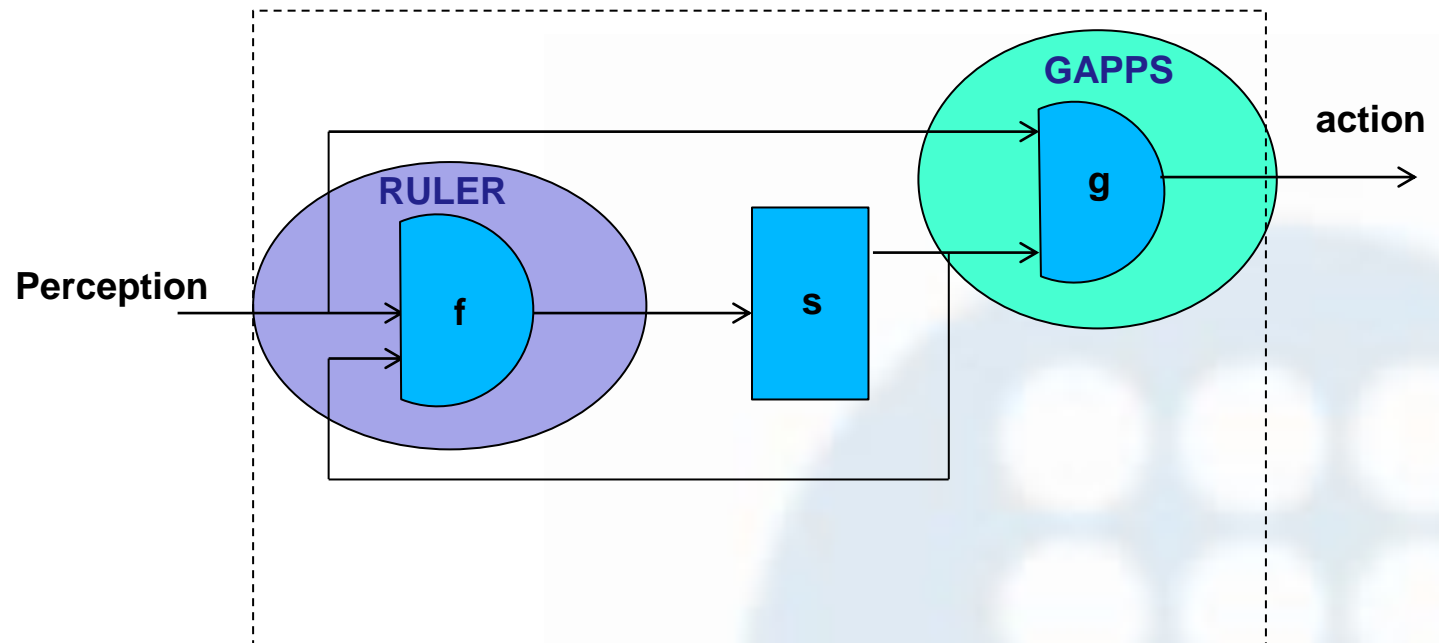 GAPPS
action
g
RULER
Perception
f
s